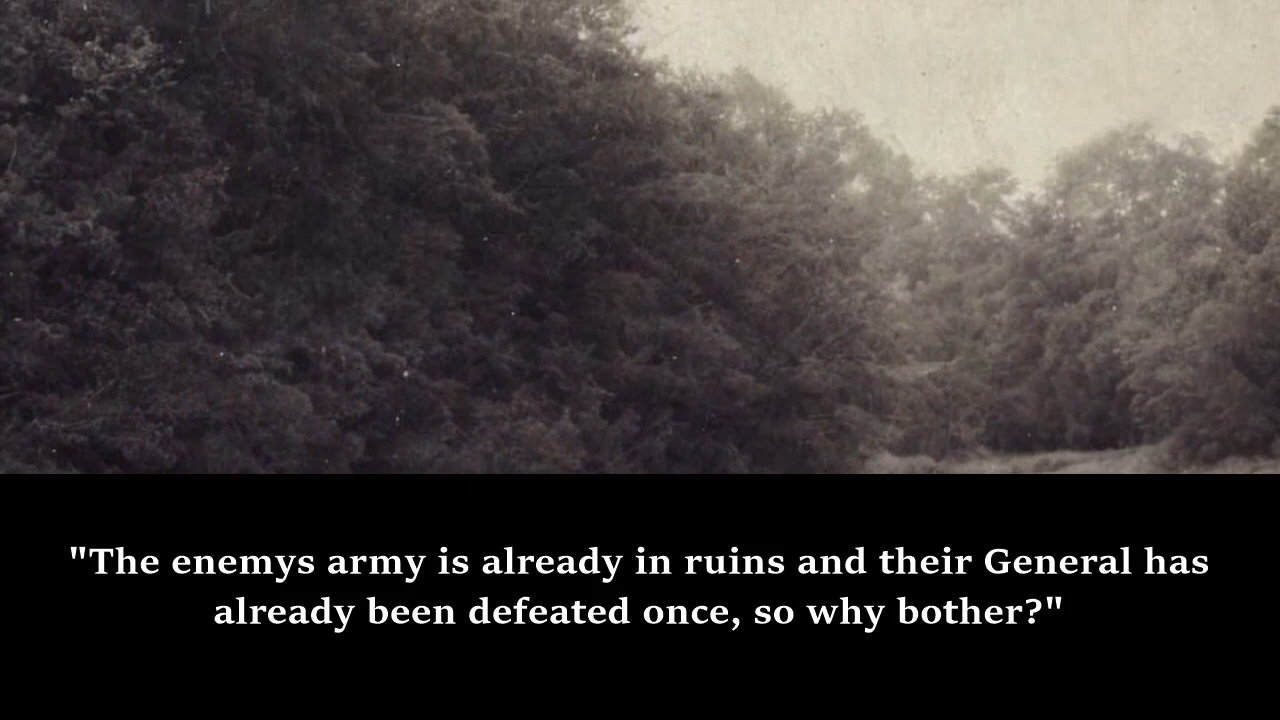 "The enemys army is already in ruins and their General has
already been defeated once, so why bother?"